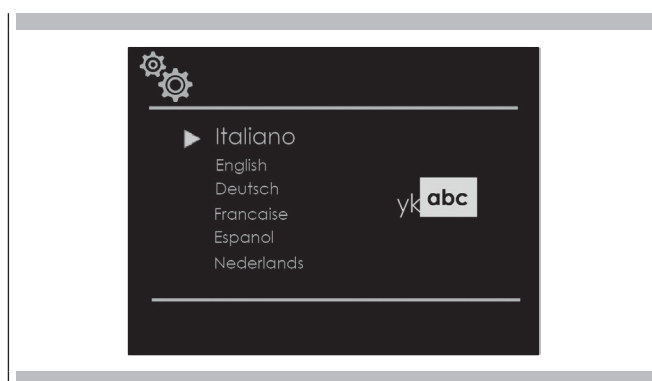 Italiano
English
Deutsch
Francaise
Espanol
Nederlands
yk abc